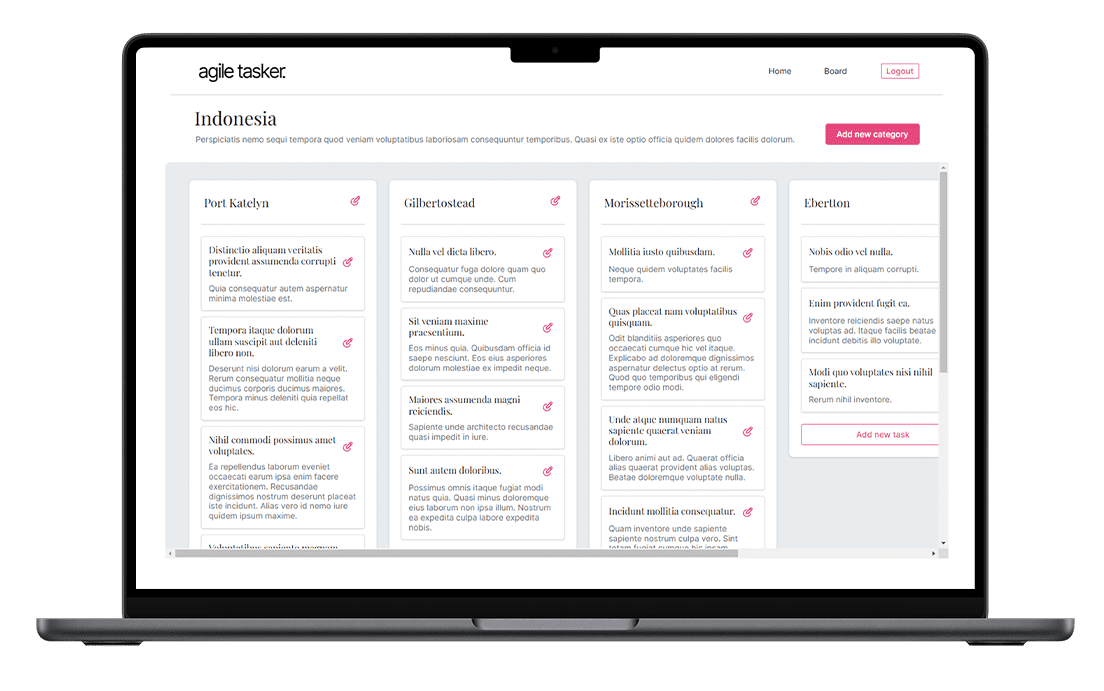 agile tasker.
Home
Board
Logout
Indonesia
Perspiciatis nemo sequi tempora quod veniam voluptatibus laboriosam consequuntur temporibus. Quasi ex iste optio officia quidem dolores facilis dolorum.
Add new category
Port Katelyn
Distinctio aliquam veritatis
provident assumenda corrupti
tenetur.
Quia consequatur autem aspernatur
minima molestiae est.
Tempora itaque dolorum
ullam suscipit aut deleniti
libero non.
Deserunt nisi dolorum earum a velit.
Rerum consequatur mollitia neque
ducimus corporis ducimus maiores.
Tempora minus deleniti quia repellat
eos hic.
Nihil commodi possimus amet
voluptates.
Ea repellendus laborum eveniet
occaecati earum ipsa enim facere
exercitationem. Recusandae
dignissimos nostrum deserunt placeat
iste incidunt. Alias vero id nemo iure
quidem ipsum maxime.
Voluptatibus sapiente magnam
Gilbertostead
Nulla vel dicta libero.
Consequatur fuga dolore quam quo
dolor ut cumque unde. Cum
repudiandae consequuntur.
Sit veniam maxime
praesentium.
Eos minus quia. Quibusdam officia id
saepe nesciunt. Eos eius asperiores
dolorum molestiae ex impedit neque.
Maiores assumenda magni
reiciendis.
Sapiente unde architecto recusandae
quasi impedit in iure.
Sunt autem doloribus.
Possimus omnis itaque fugiat modi
natus quia. Quasi minus doloremque
eius laborum non ipsa illum. Nostrum
ea expedita culpa labore expedita
nobis.
Morissetteborough
Mollitia iusto quibusdam.
Neque quidem voluptates facilis
tempora.
Quas placeat nam voluptatibus
quisquam.
Odit blanditiis asperiores quo
occaecati cumque hic vel itaque.
Explicabo ad doloremque dignissimos
aspernatur delectus optio at rerum.
Quod quo temporibus qui eligendi
tempore odio modi.
Unde atque numquam natus
sapiente quaerat veniam
dolorum.
Libero animi aut ad. Quaerat officia
alias quaerat provident alias voluptas.
Beatae doloremque voluptate nulla.
Incidunt mollitia consequatur.
Quam inventore unde sapiente
sapiente nostrum culpa vero. Sint
totam fugiat cumque hic ipsam
Ebertton
Nobis odio vel nulla.
Tempore in aliquam corrupti.
Enim provident fugit ea.
Inventore reiciendis saepe natus
voluptas ad. Itaque facilis beatae
incidunt debitis illo voluptate.
Modi quo voluptates nisi nihil
sapiente.
Rerum nihil inventore.
Add new task